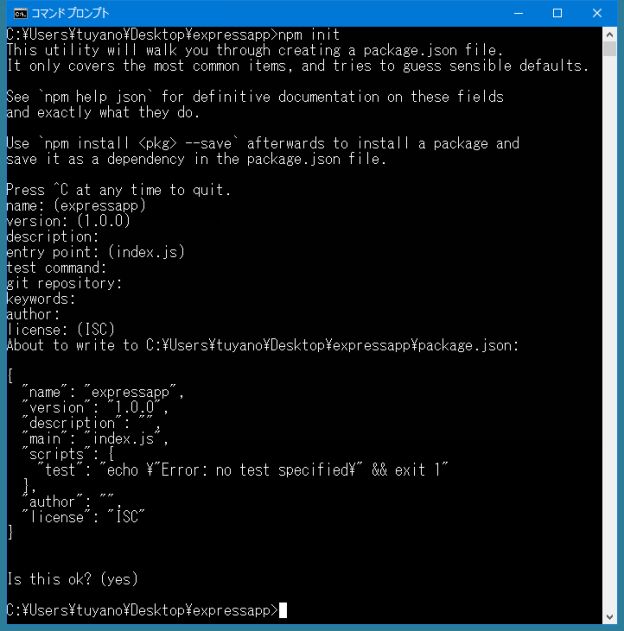 コマンド プロンプト
C:¥Users¥tuyano¥Desktop¥expressapp>npm init
This utility will walk you through creating a package.json file.
It only covers the most common items, and tries to guess sensible defaults.
See `npm help json` for definitive documentation on these fields
and exactly what they do.
Use `npm install <pkg> --save` afterwards to install a package and
save it as a dependency in the package.json file.
Press ^C at any time to quit.
name: (expressapp)
version: (1.0.0)
description:
entry point: (index.js)
test command:
git repository:
keywords:
author:
license: (ISC)
About to write to C:¥Users¥tuyano¥Desktop¥expressapp¥package.json:
{
  "name": "expressapp",
  "version": "1.0.0",
  "description": "",
  "main": "index.js",
  "scripts": {
    "test": "echo ¥"Error: no test specified¥" && exit 1"
  },
  "author": "",
  "license": "ISC"
}
Is this ok? (yes)
C:¥Users¥tuyano¥Desktop¥expressapp>